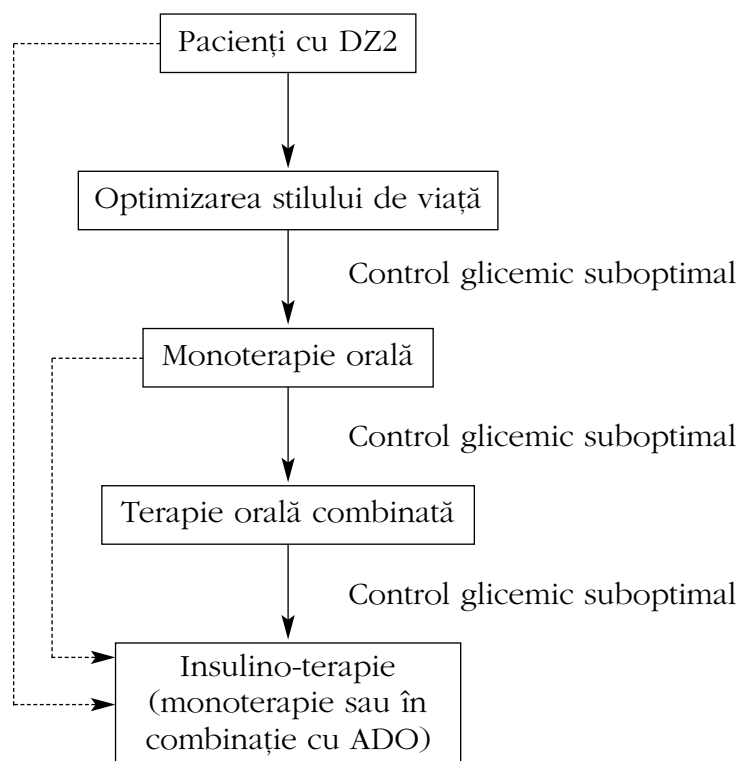 Pacienți cu DZ2
Optimizarea stilului de viață
Control glicemic suboptimal
Monoterapie orală
Control glicemic suboptimal
Terapie orală combinată
Control glicemic suboptimal
Insulino-terapie
(monoterapie sau în
combinație cu ADO)